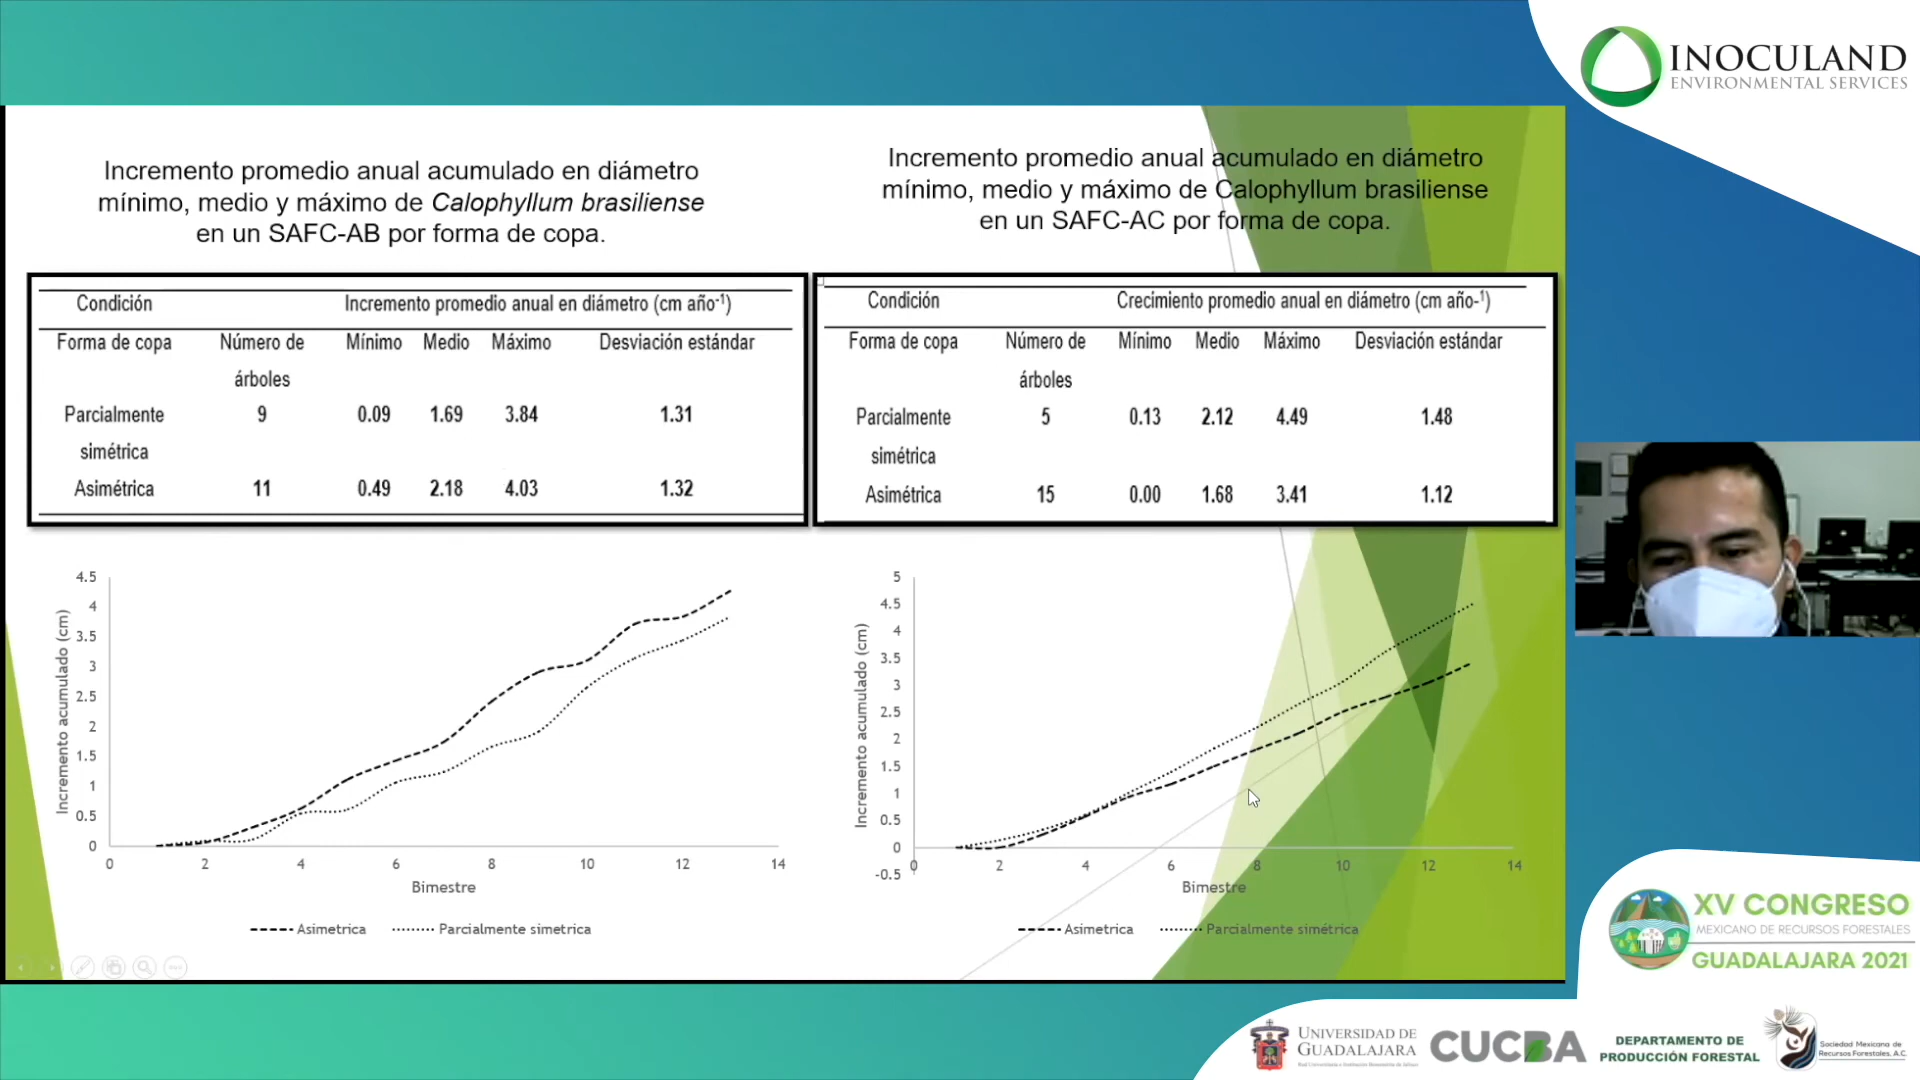 INOCULAND
ENVIRONMENTAL SERVICES
Incremento promedio anual acumulado en diámetro
mínimo, medio y máximo de Calophyllum brasiliense
en un SAFC-AB por forma de copa.
Incremento promedio anual acumulado en diámetro
mínimo, medio y máximo de Calophyllum brasiliense
en un SAFC-AC por forma de copa.
Condición Incremento promedio anual en diámetro (cm año-1)
Forma de copa Número de Mínimo Medio Máximo Desviación estándar
árboles
Parcialmente 9 0.09 1.69 3.84 1.31
simétrica
Asimétrica 11 0.49 2.18 4.03 1.32
Condición Crecimiento promedio anual en diámetro (cm año-1)
Forma de copa Número de Mínimo Medio Máximo Desviación estándar
árboles
Parcialmente 5 0.13 2.12 4.49 1.48
simétrica
Asimétrica 15 0.00 1.68 3.41 1.12
Incremento acumulado (cm)
4.5
4
3.5
3
2.5
2
1.5
1
0.5
0
0 2 4 6 8 10 12 14
Bimestre
Asimetrica Parcialmente simetrica
Incremento acumulado (cm)
5
4.5
4
3.5
3
2.5
2
1.5
1
0.5
0
-0.5
0 2 4 6 8 10 12 14
Bimestre
Asimetrica Parcialmente simétrica
XV CONGRESO
MEXICANO DE RECURSOS FORESTALES
GUADALAJARA 2021
UNIVERSIDAD DE
GUADALAJARA
CUCBA
DEPARTAMENTO DE
PRODUCCIÓN FORESTAL
Sociedad Mexicana de
Recursos Forestales, A.C.